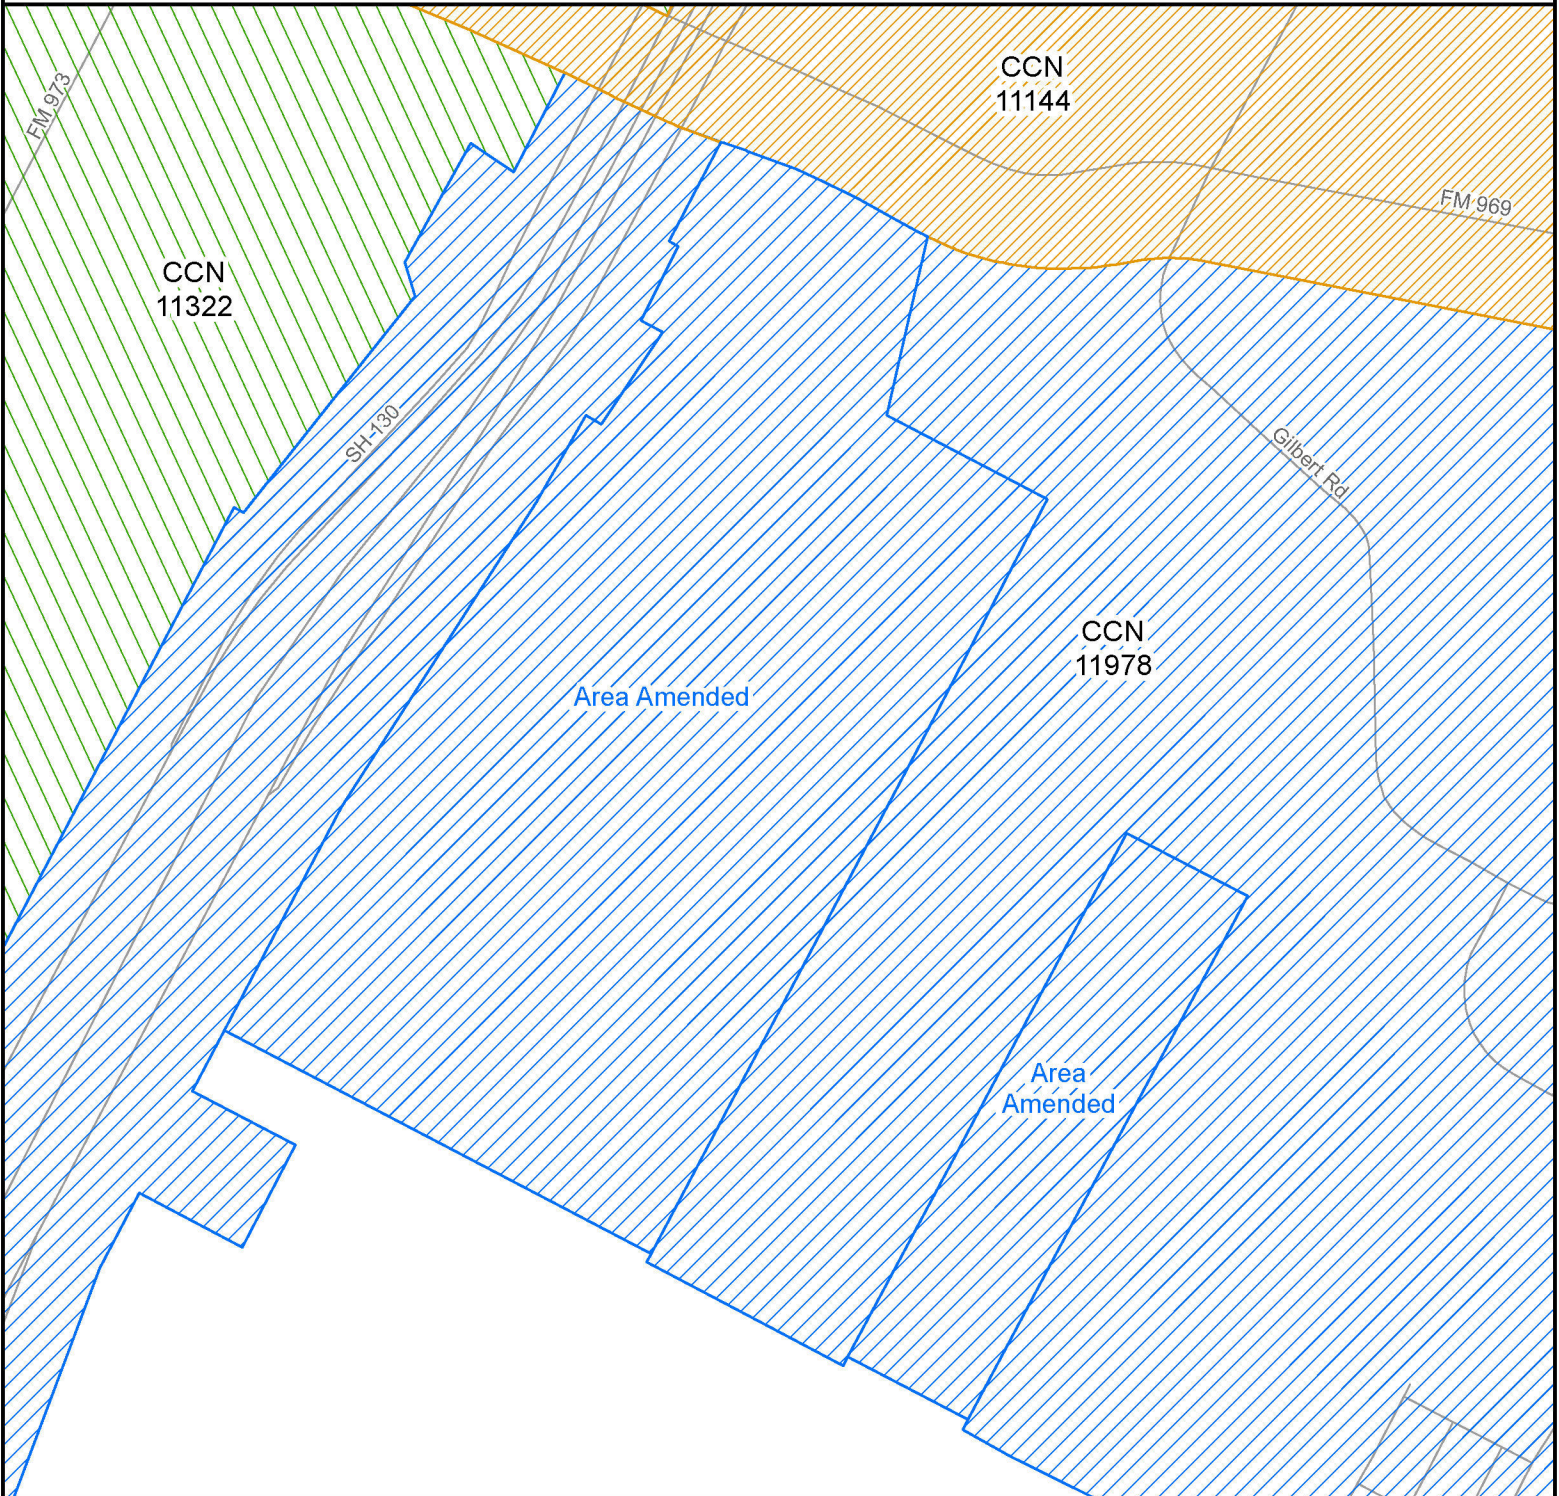 CCN
11144
FM 973
FM 969
CCN
11322
SH 130
Gilbert Rd
CCN
11978
Area Amended
Area
Amended